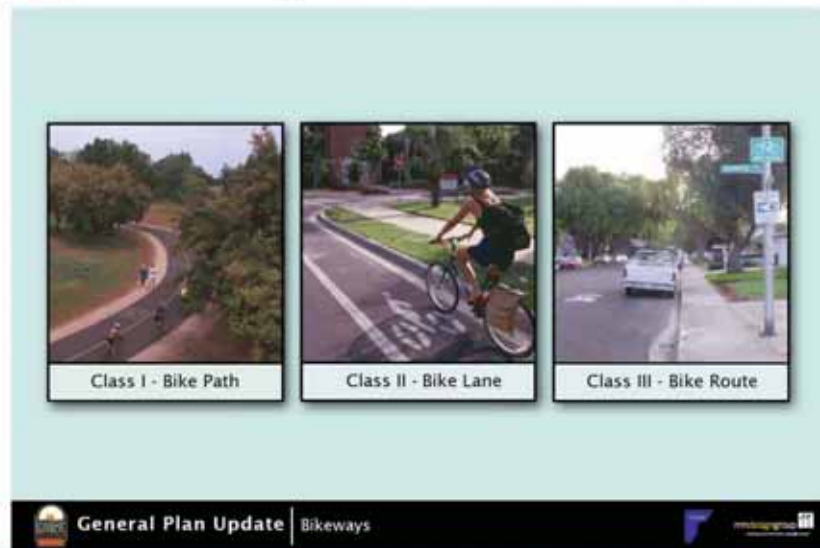 Class I - Bike Path
Class II - Bike Lane
Class III - Bike Route
General Plan Update
Bikeways